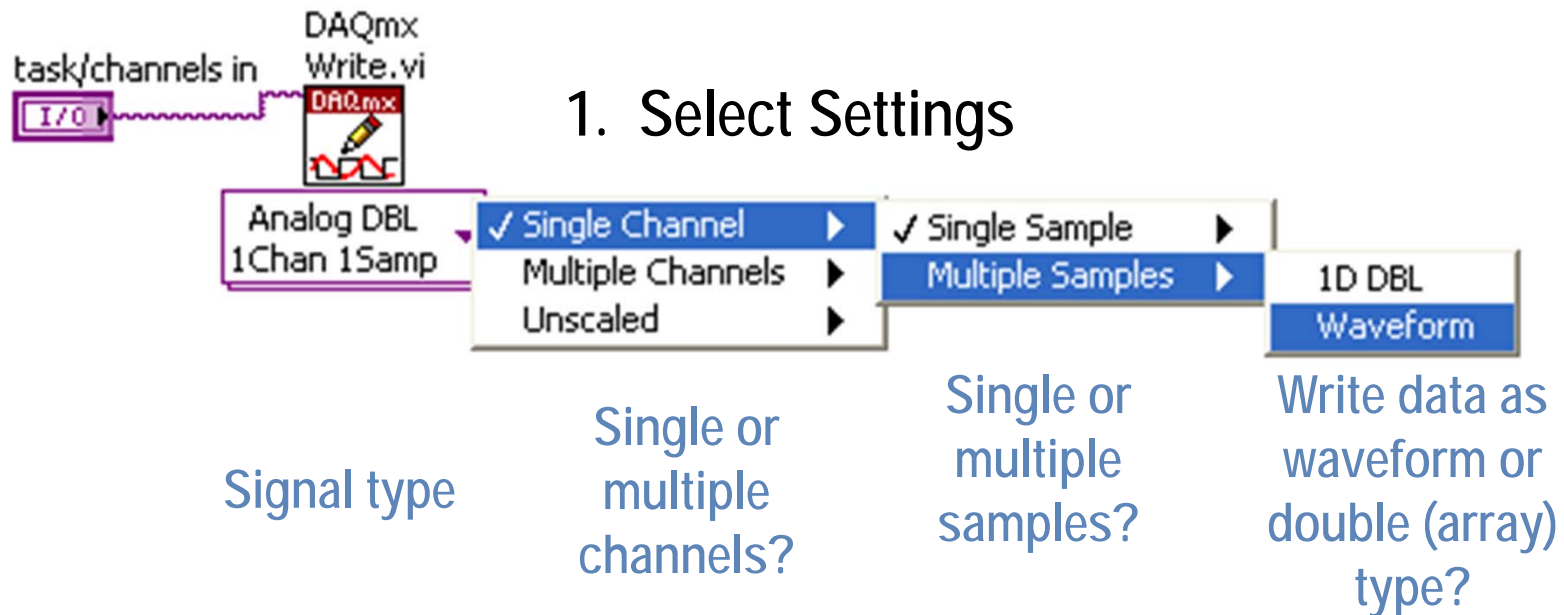 DAQmx
Write.vi
task/channels in
I/O
DAQmx
1. Select Settings
Analog DBL
1Chan 1Samp
✓ Single Channel
Multiple Channels
Unscaled
✓ Single Sample
Multiple Samples
1D DBL
Waveform
Signal type
Single or
multiple
channels?
Single or
multiple
samples?
Write data as
waveform or
double (array)
type?